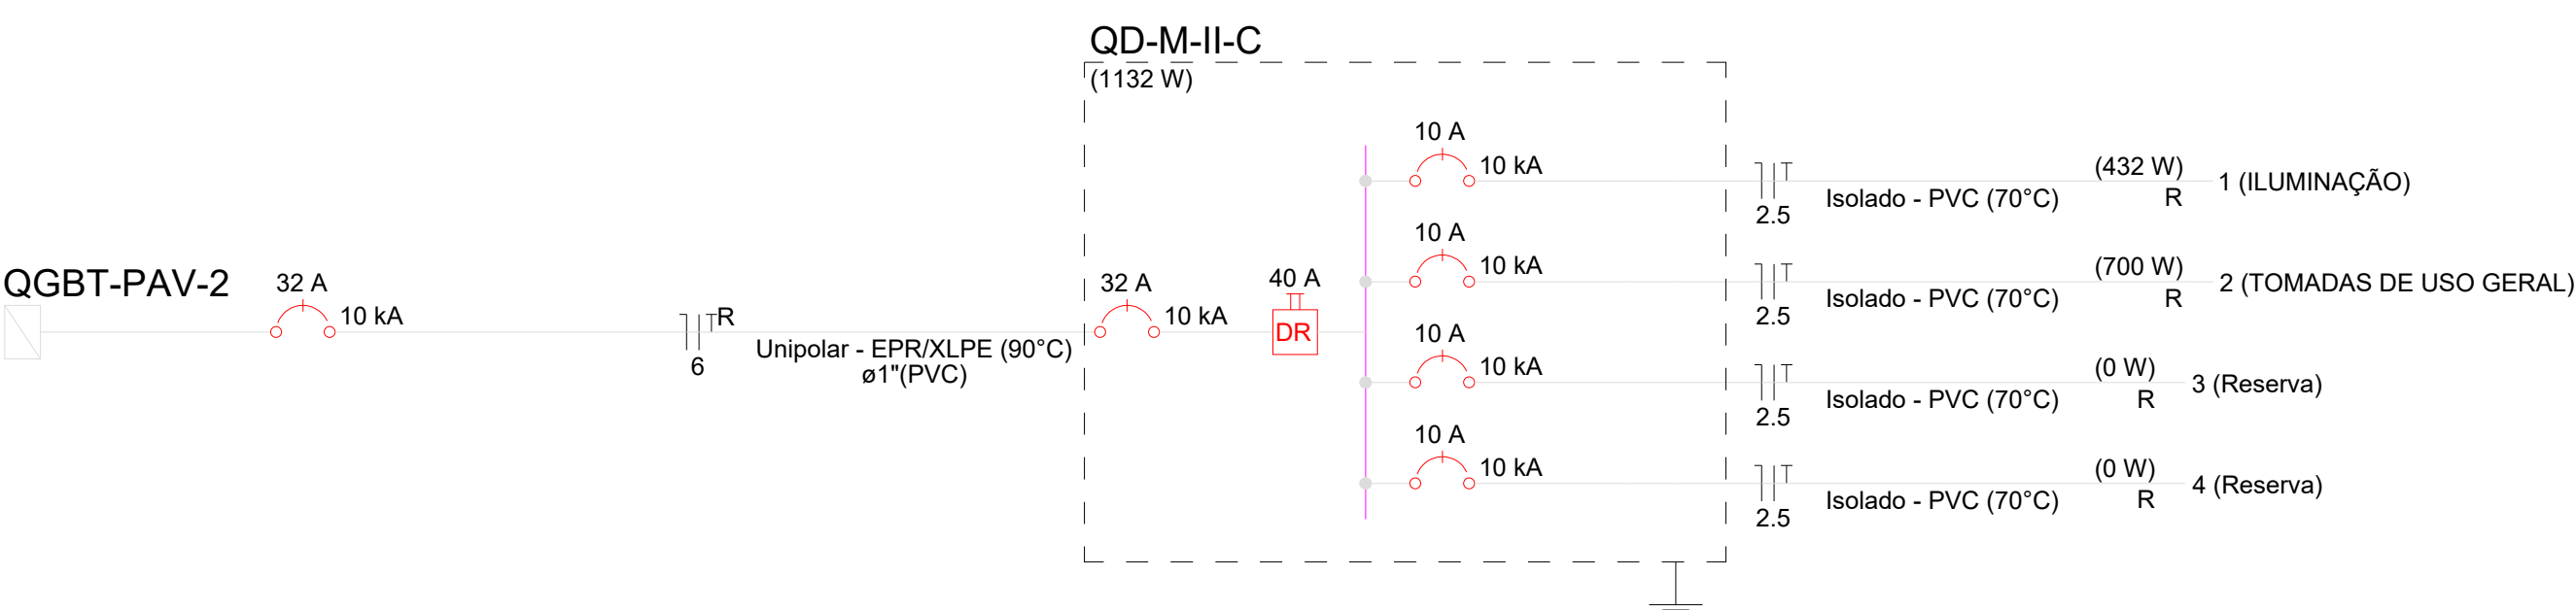 QD-M-II-C
(1132 W)
QGBT-PAV-2
32 A
10 kA
R
6
Unipolar - EPR/XLPE (90°C)
ø1"(PVC)
32 A
10 kA
40 A
DR
10 A
10 kA
2.5
Isolado - PVC (70°C)
(432 W)
R
1 (ILUMINAÇÃO)
10 A
10 kA
2.5
Isolado - PVC (70°C)
(700 W)
R
2 (TOMADAS DE USO GERAL)
10 A
10 kA
2.5
Isolado - PVC (70°C)
(0 W)
R
3 (Reserva)
10 A
10 kA
2.5
Isolado - PVC (70°C)
(0 W)
R
4 (Reserva)